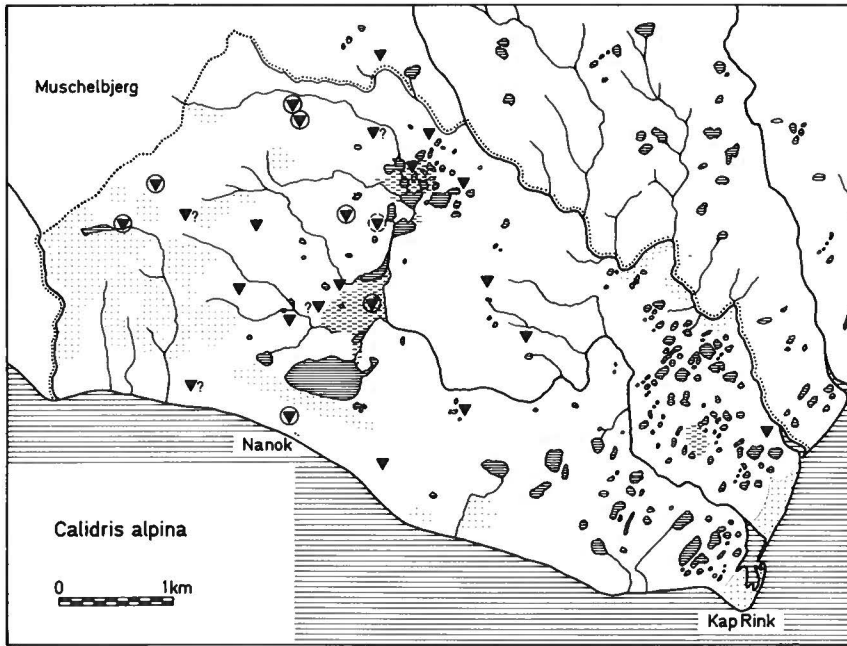 Muschelbjerg
?
?
?
?
Nanok
Calidris alpina
0 1km
Kap Rink